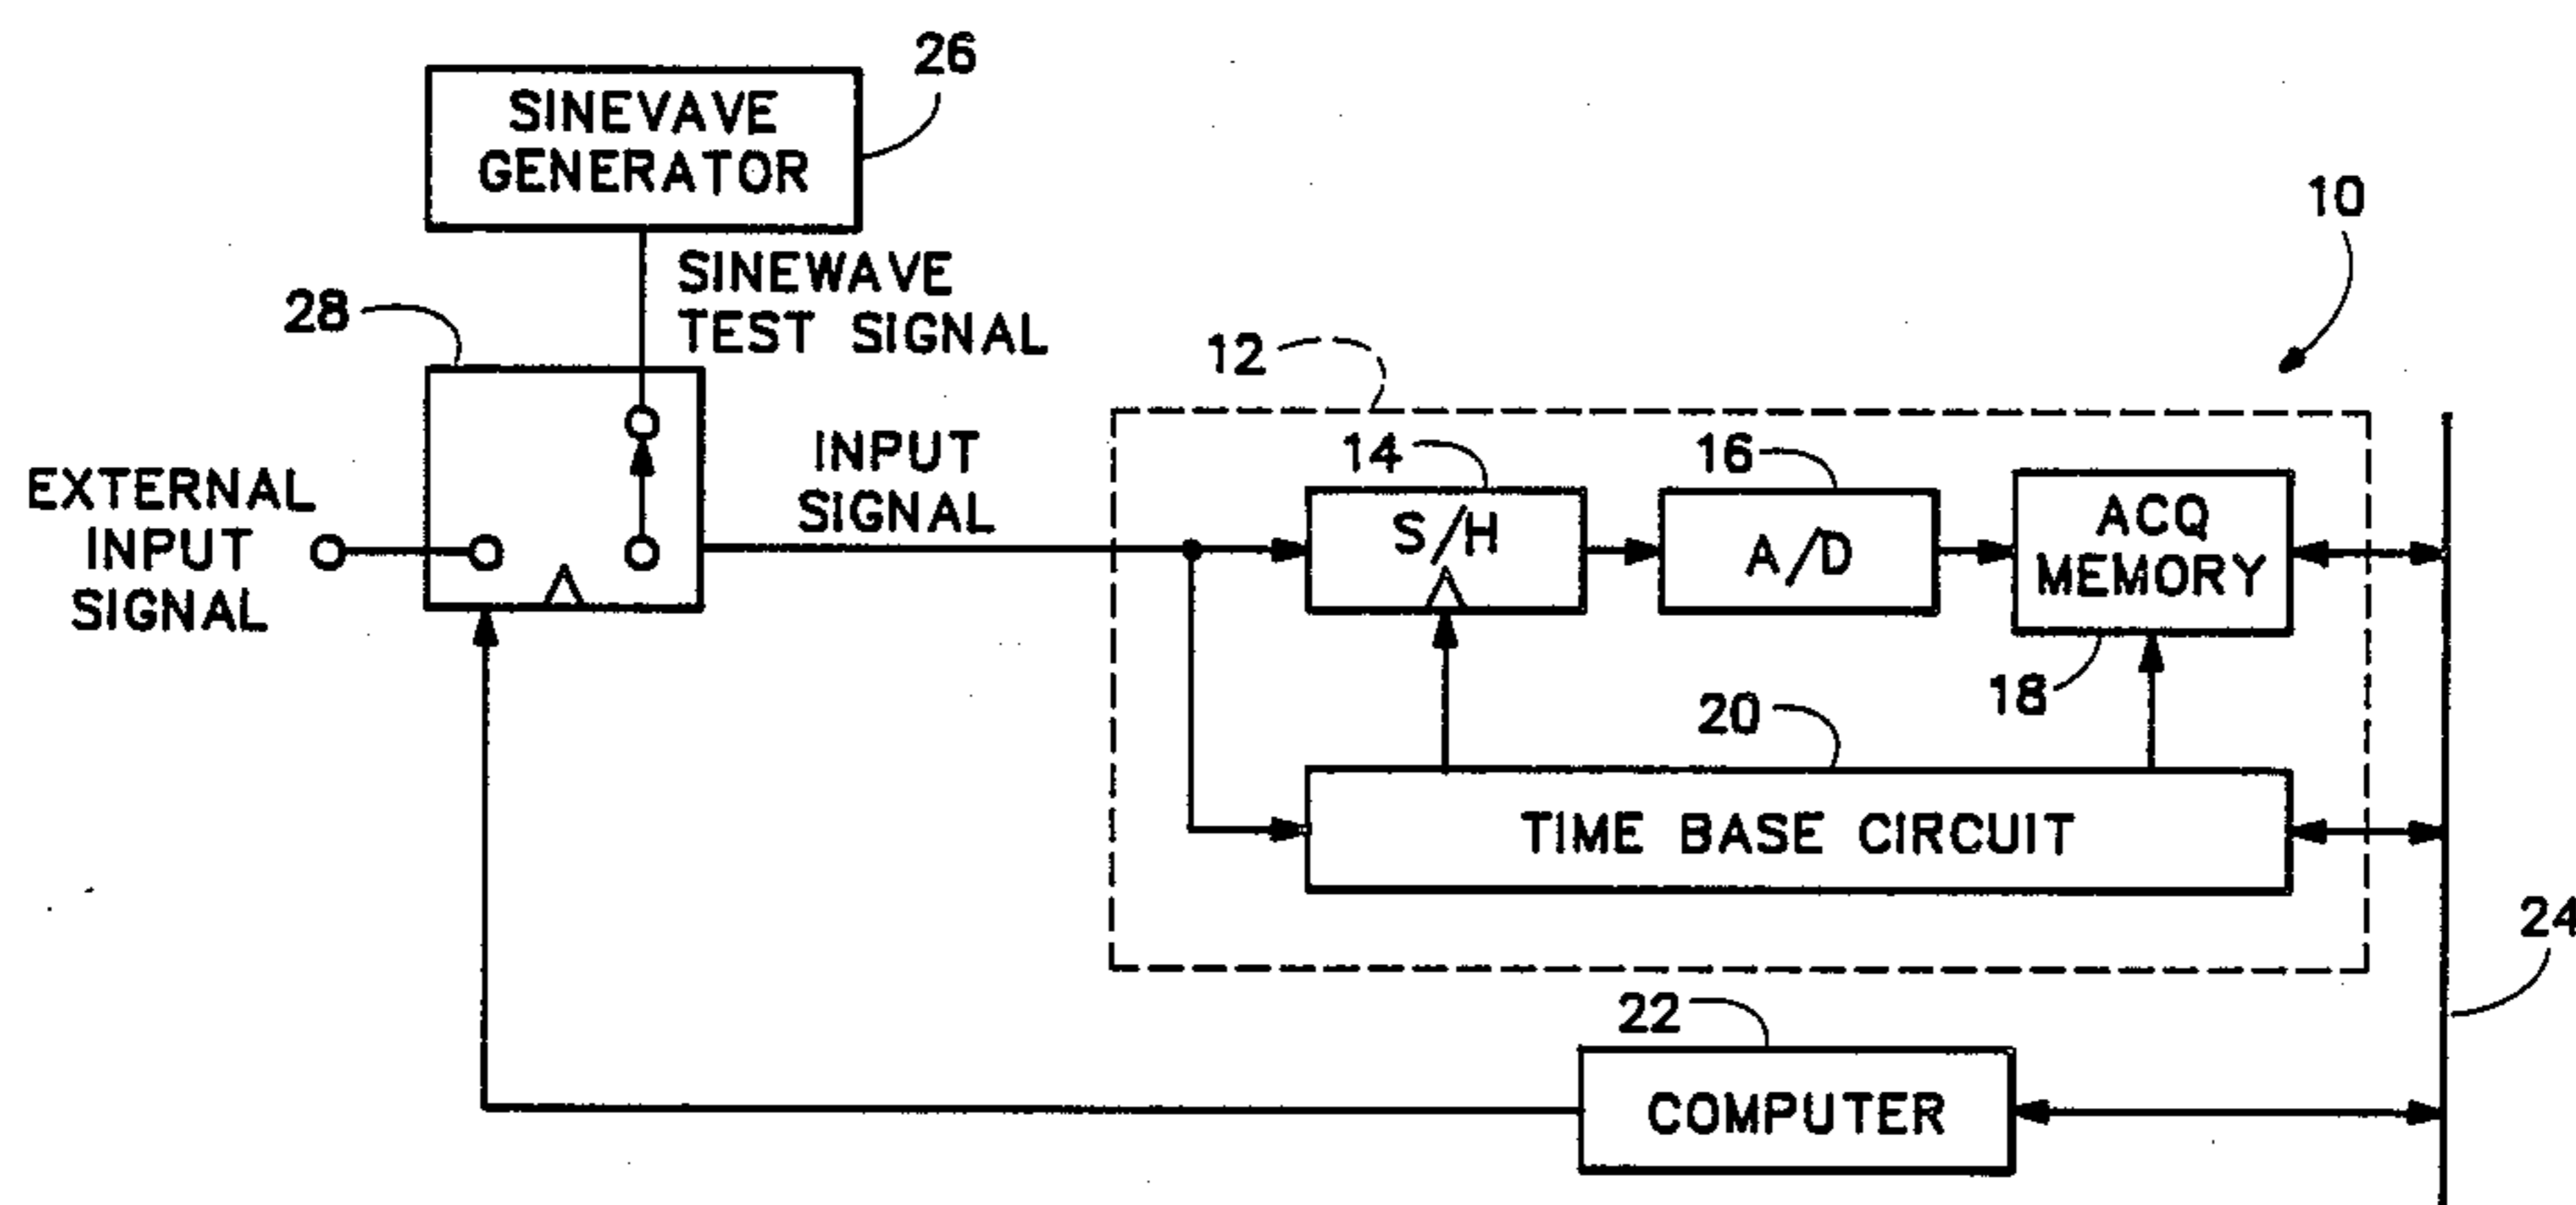 26
SINEVAVE
GENERATOR
10
SINEWAVE
TEST SIGNAL
28
12
INPUT
SIGNAL
14
16
EXTERNAL
INPUT
SIGNAL
S/H
A/D
ACQ
MEMORY
18
20
TIME BASE CIRCUIT
24
22
COMPUTER